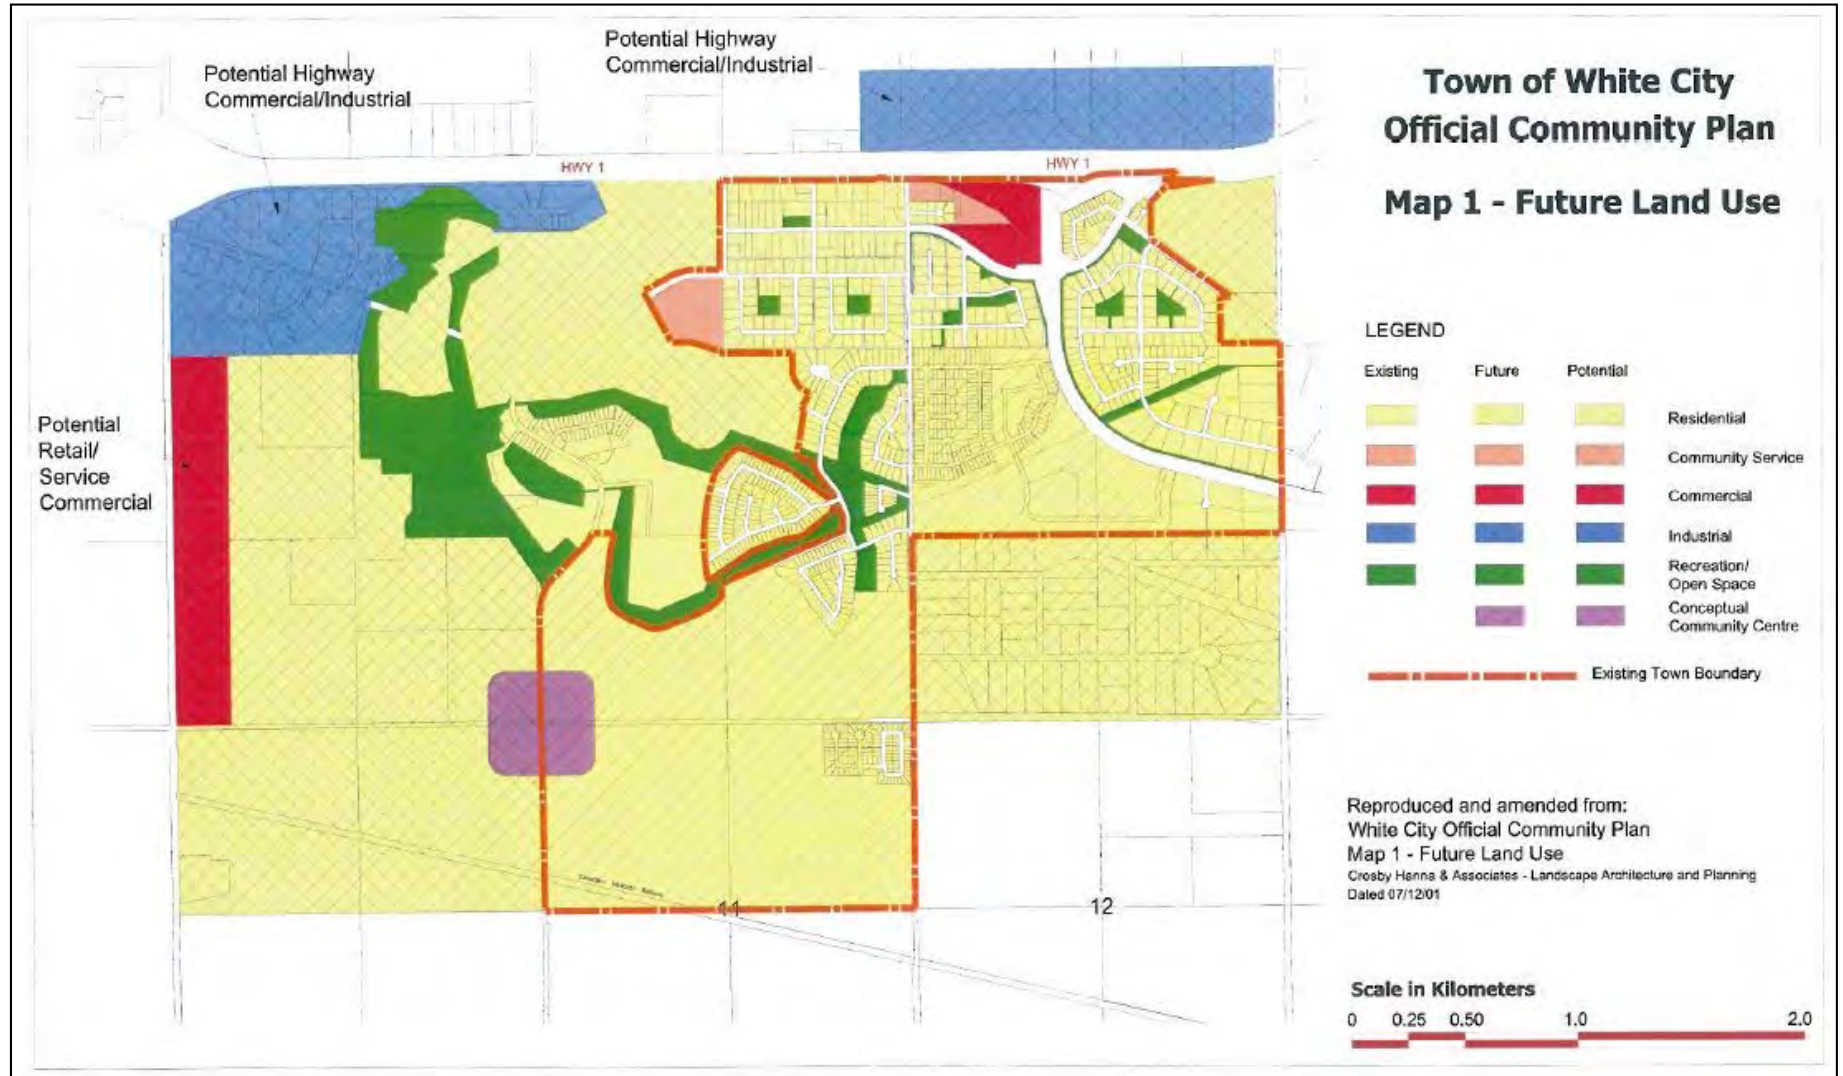 Potential Highway
Commercial/Industrial
Potential Highway
Commercial/Industrial
HWY 1
HWY 1
Potential
Retail/
Service
Commercial
11
12
Town of White City
Official Community Plan
Map 1 - Future Land Use
LEGEND
Existing Future Potential
Residential
Community Service
Commercial
Industrial
Recreation/
Open Space
Conceptual
Community Centre
Existing Town Boundary
Reproduced and amended from:
White City Official Community Plan
Map 1 - Future Land Use
Crosby Hanna & Associates - Landscape Architecture and Planning
Dated 07/12/01
Scale in Kilometers
0 0.25 0.50 1.0 2.0